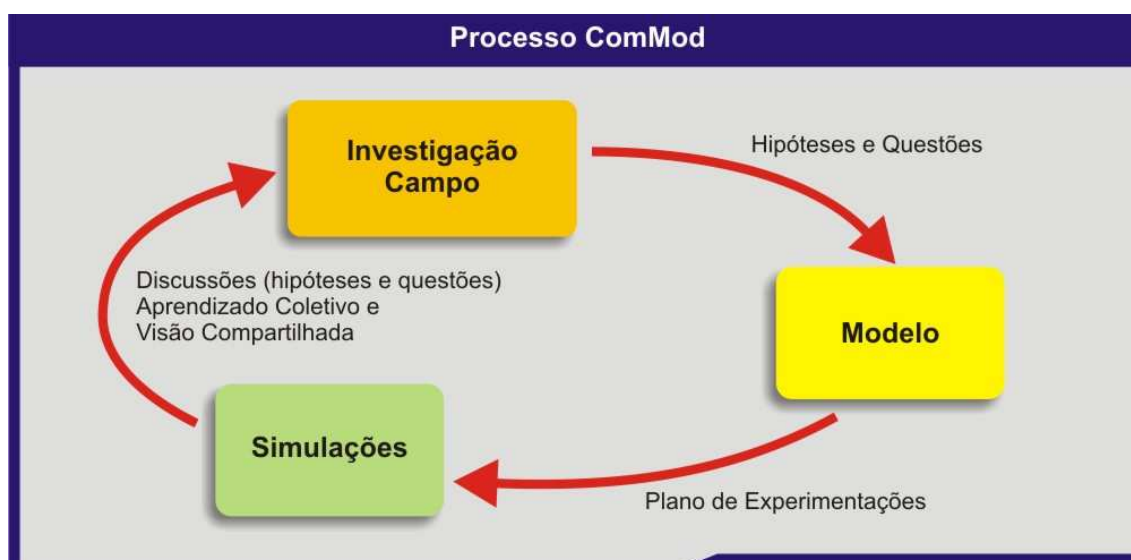 Processo ComMod
Investigação
Campo
Hipóteses e Questões
Discussões (hipóteses e questões)
Aprendizado Coletivo e
Visão Compartilhada
Modelo
Simulações
Plano de Experimentações